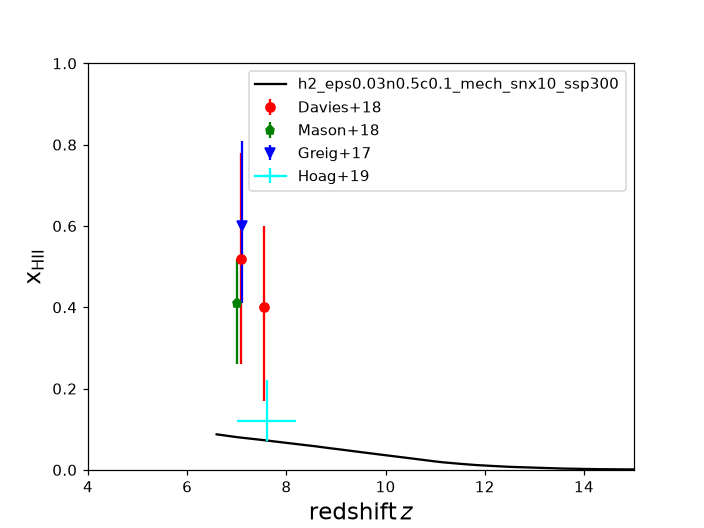 1.0
0.8
0.6
0.4
0.2
0.0
xHII
h2_eps0.03n0.5c0.1_mech_snx10_ssp300
Davies+18
Mason+18
Greig+17
Hoag+19
4 6 8 10 12 14
redshift z